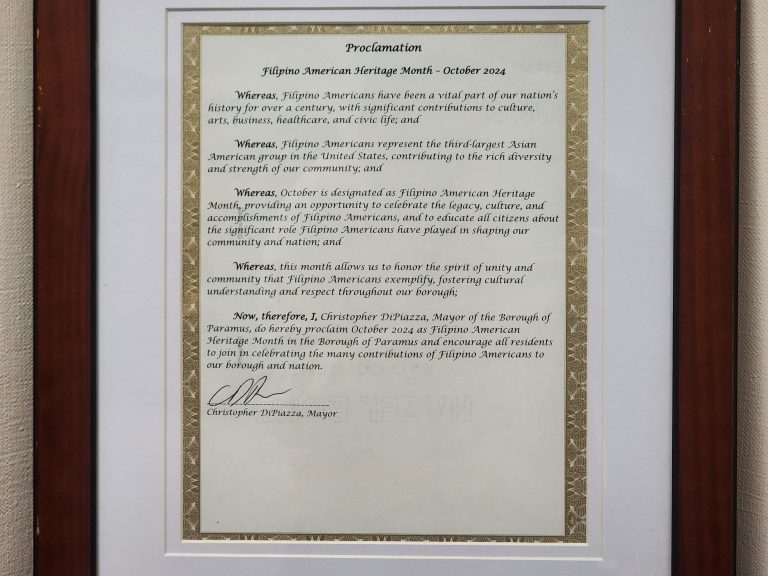 Proclamation
Filipino American Heritage Month – October 2024
Whereas, Filipino Americans have been a vital part of our nation's
history for over a century, with significant contributions to culture,
arts, business, healthcare, and civic life; and
Whereas, Filipino Americans represent the third-largest Asian
American group in the United States, contributing to the rich diversity
and strength of our community; and
Whereas, October is designated as Filipino American Heritage
Month, providing an opportunity to celebrate the legacy, culture, and
accomplishments of Filipino Americans, and to educate all citizens about
the significant role Filipino Americans have played in shaping our
community and nation; and
Whereas, this month allows us to honor the spirit of unity and
community that Filipino Americans exemplify, fostering cultural
understanding and respect throughout our borough;
Now, therefore, I, Christopher DiPiazza, Mayor of the Borough of
Paramus, do hereby proclaim October 2024 as Filipino American
Heritage Month in the Borough of Paramus and encourage all residents
to join in celebrating the many contributions of Filipino Americans to
our borough and nation.
Christopher DiPiazza, Mayor